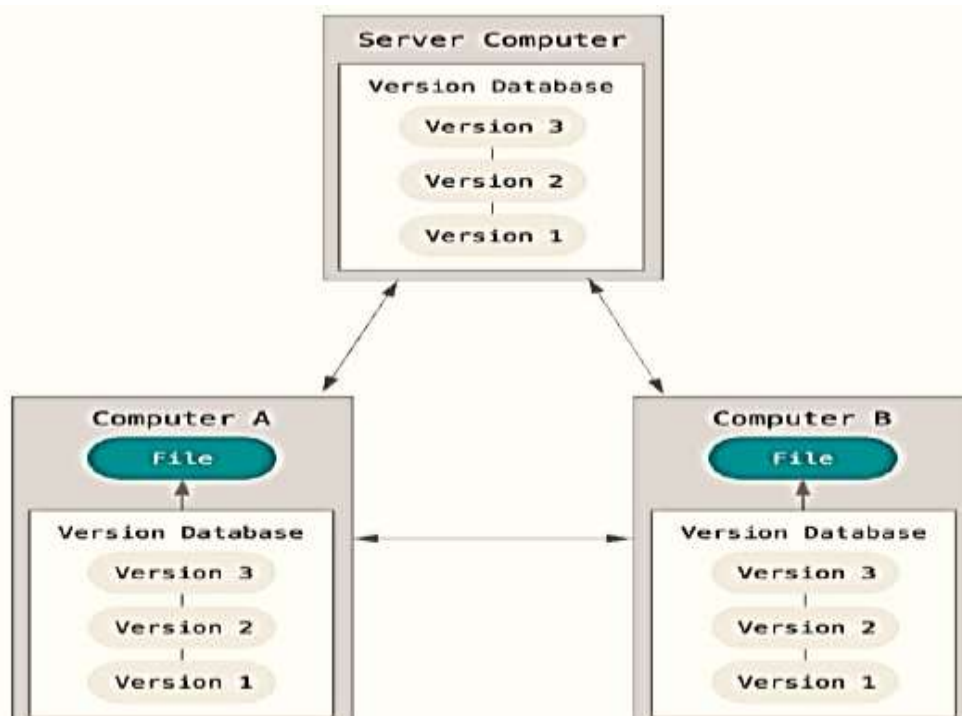 Server Computer
Version Database
Version 3
Version 2
Version 1
Computer A
File
Version Database
Version 3
Version 2
Version 1
Computer B
File
Version Database
Version 3
Version 2
Version 1